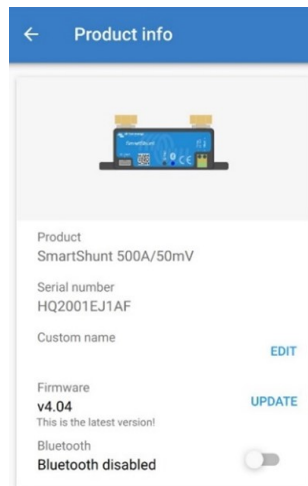 Product info
SmartShunt
Product
SmartShunt 500A/50mV
Serial number
HQ2001EJ1AF
Custom name
EDIT
Firmware
v4.04
UPDATE
This is the latest version!
Bluetooth
Bluetooth disabled